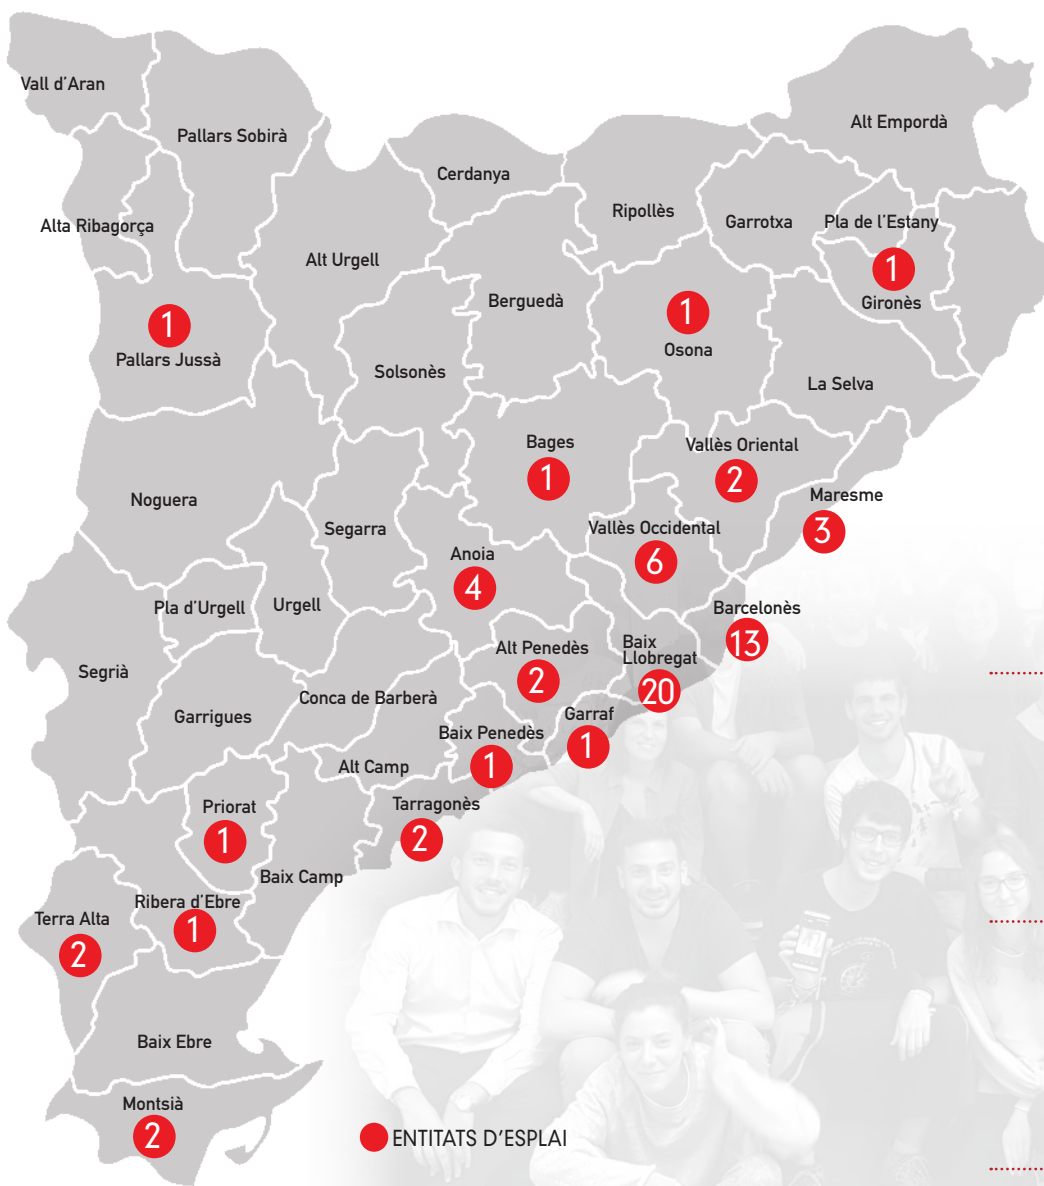 Vall d'Aran
Pallars Sobirà
Alt Empordà
Cerdanya
Ripollès
Alta Ribagorça
Garrotxa
Pla de l'Estany
Alt Urgell
1
Gironès
Berguedà
1
Osona
1
Pallars Jussà
Solsonès
La Selva
Bages
1
Vallès Oriental
2
Noguera
Maresme
3
Segarra
Vallès Occidental
6
Anoia
4
Pla d'Urgell
Urgell
Barcelonès
13
Alt Penedès
2
Baix
Llobregat
20
Segrià
Conca de Barberà
Garrigues
Garraf
1
Baix Penedès
1
Alt Camp
Priorat
1
Tarragonès
2
Baix Camp
Ribera d'Ebre
1
Terra Alta
2
Baix Ebre
Montsià
2
ENTITATS D'ESPLAI